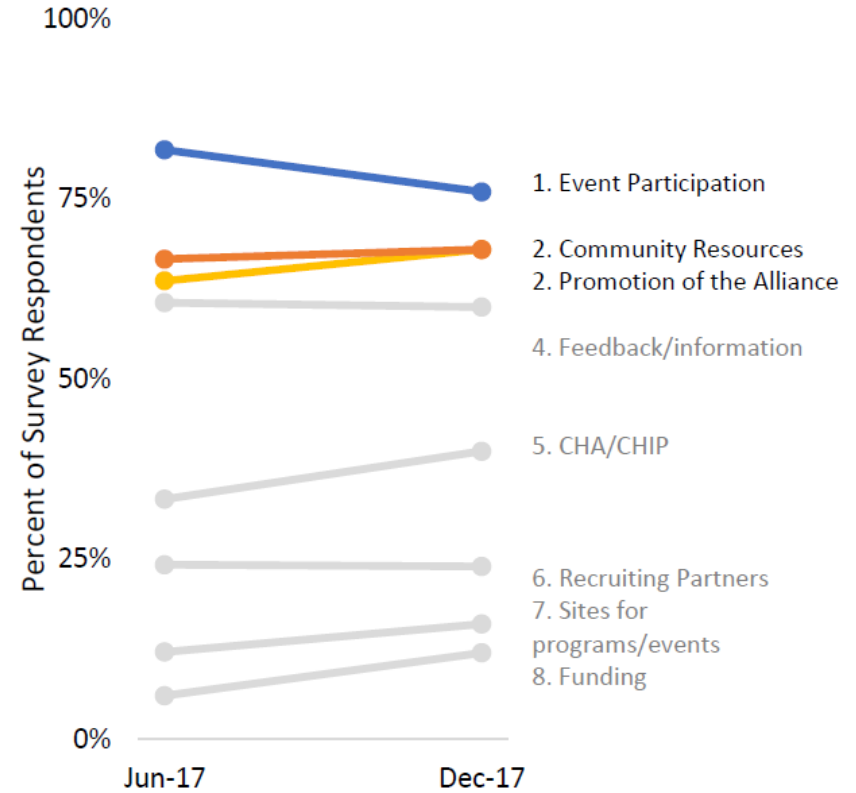 100%
75%
50%
25%
0%
Percent of Survey Respondents
1. Event Participation
2. Community Resources
2. Promotion of the Alliance
4. Feedback/information
5. CHA/CHIP
6. Recruiting Partners
7. Sites for
programs/events
8. Funding
Jun-17
Dec-17